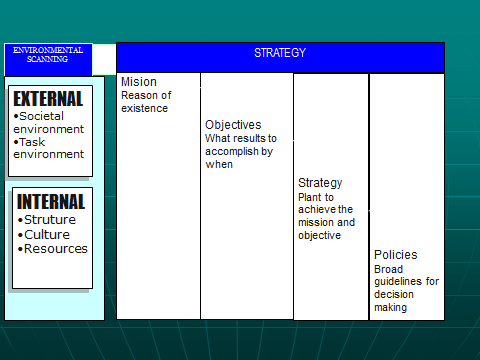 ENVIRONMENTAL
SCANNING
STRATEGY
EXTERNAL
•Societal
environment
•Task
environment
INTERNAL
•Struture
•Culture
•Resources
Mision
Reason of
existence
Objectives
What results to
accomplish by
when
Strategy
Plant to
achieve the
mission and
objective
Policies
Broad
guidelines for
decision
making